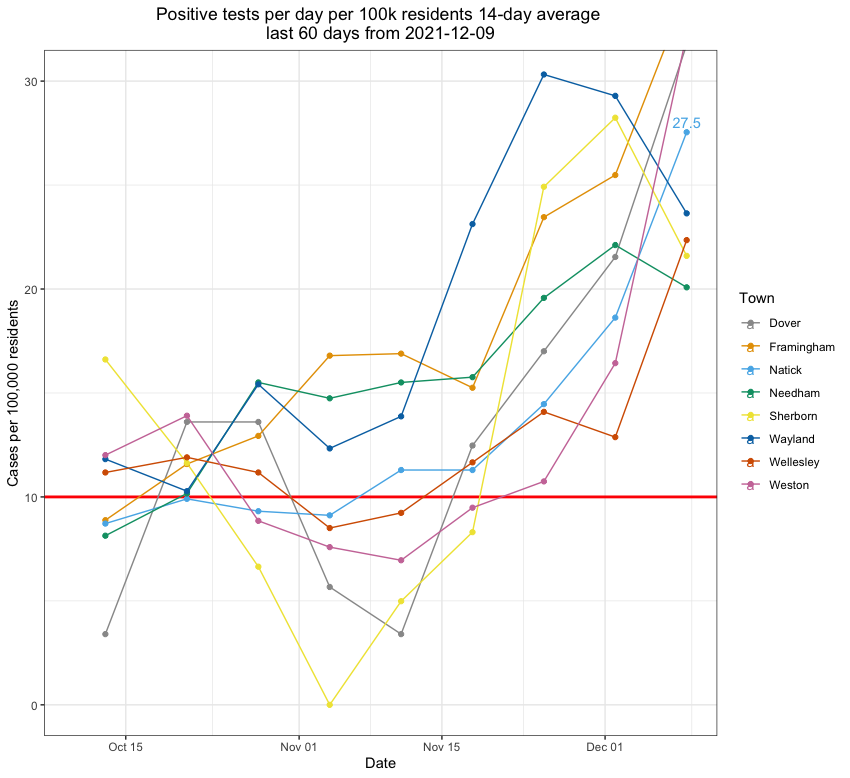 Positive tests per day per 100k residents 14-day average
last 60 days from 2021-12-09
30
20
10
0
Cases per 100,000 residents
27.5
Oct 15
Nov 01
Nov 15
Dec 01
Date
Town
a Dover
a Framingham
a Natick
a Needham
a Sherborn
a Wayland
a Wellesley
a Weston